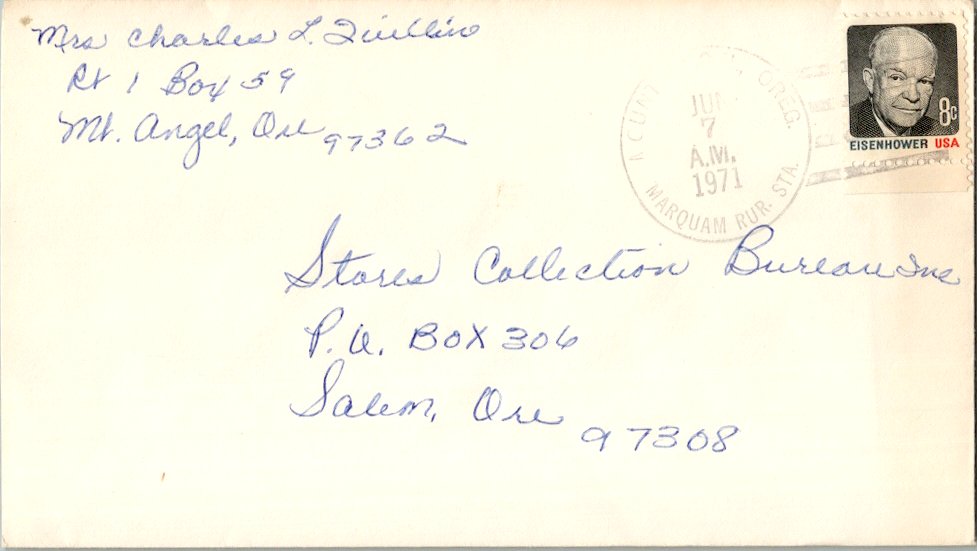 Mrs Charles L.
Rt 1 Box 59
Mt. Angel, Ore 97362
OREG.
JUN
7
A.M.
1971
MARQUAM RUR. STA.
8c
EISENHOWER USA
Stores Collection Bureau Inc
P.O. BOX 306
Salem, Ore
97308